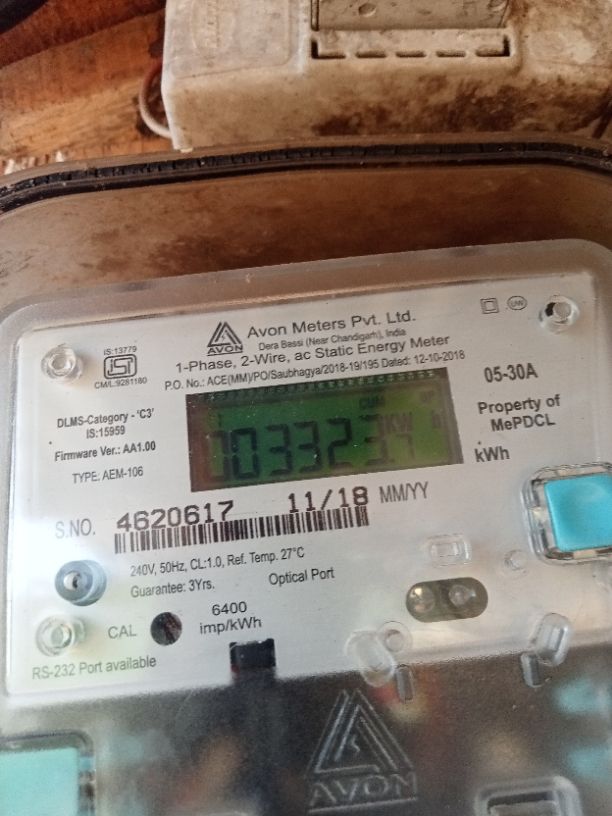 Avon Meters Pvt. Ltd.
AVON
Dera Bassi (Near Chandigarh), India
1-Phase, 2-Wire, ac Static Energy Meter
P.O. No.: ACE(MM)/PO/Saubhagya/2018-19/195 Dated: 12-10-2018
IS:13779
ISI
CM/L:9281180
DLMS-Category - 'C3'
IS:15959
Firmware Ver.: AA1.00
TYPE: AEM-106
CUM
kWh
05-30A
Property of
MePDCL
kWh
S.NO. 4620617 11/18 MM/YY
240V, 50Hz, CL:1.0, Ref. Temp. 27°C
Guarantee: 3Yrs. Optical Port
CAL 6400
imp/kWh
RS-232 Port available
AVON